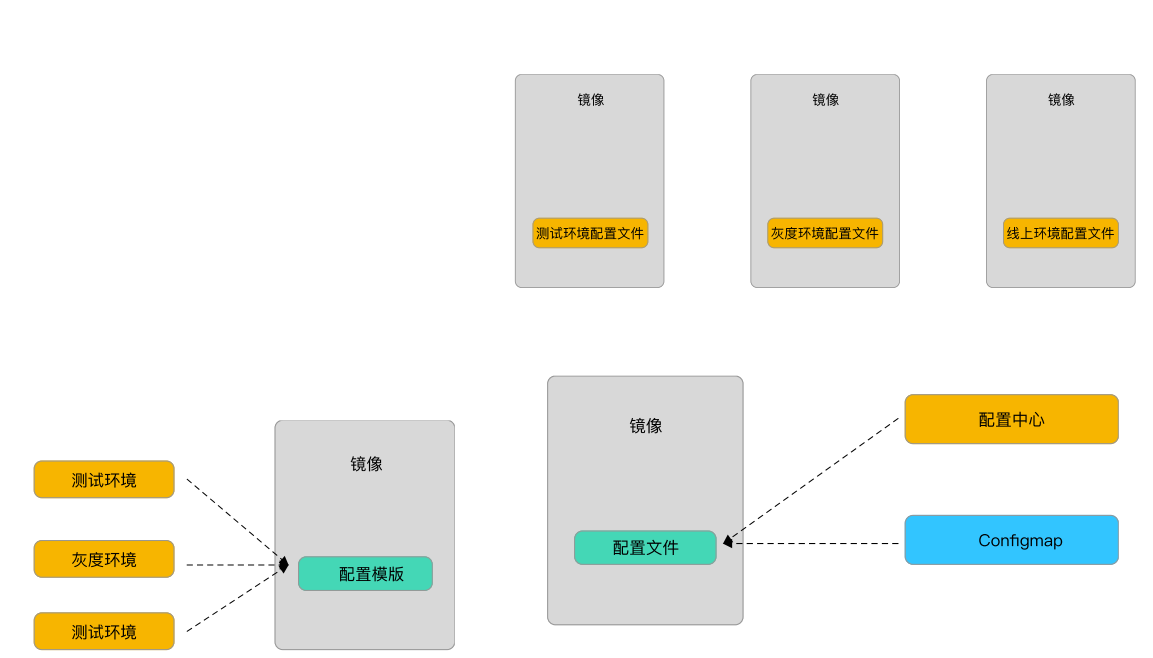 镜像
镜像
镜像
测试环境配置文件
灰度环境配置文件
线上环境配置文件
镜像
测试环境
灰度环境
测试环境
配置模版
镜像
配置文件
配置中心
Configmap